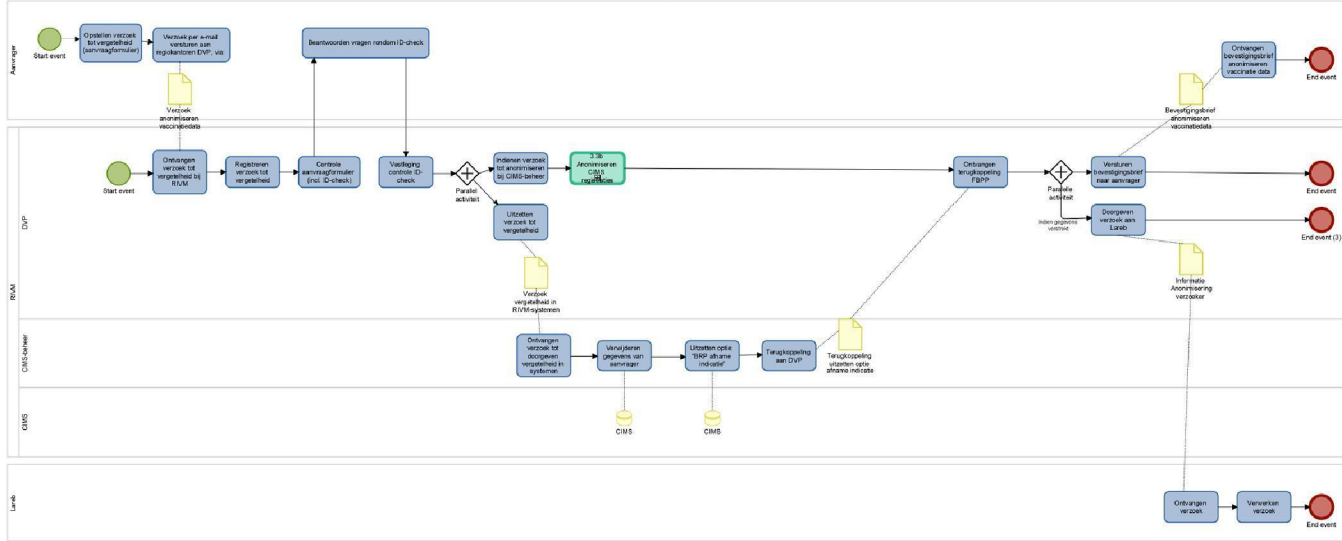 Aanvrager
Start event
Opstellen verzoek
tot vergetelheid
(aanvraagformulier)
Verzoek per e-mail
versturen aan
regiokantoren DVP, via:
Beantwoorden vragen rondom ID-check
Ontvangen
bevestigingsbrief
anonimiseren
vaccinatie data
End event
Verzoek
anonimiseren
vaccinatiedata
Bevestigingsbrief
anonimiseren
vaccinatiedata
RIVM
DVP
Start event
Ontvangen
verzoek tot
vergetelheid bij
RIVM
Registreren
verzoek tot
vergetelheid
Controle
aanvraagformulier
(incl. ID-check)
Vastleging
controle ID-
check
Parallel
activiteit
Indienen verzoek
tot anonimiseren
bij CIMS-beheer
3.3b
Anonimiseren
CIMS
registraties
Ontvangen
terugkoppeling
FBPP
Parallelle
activiteit
Versturen
bevestigingsbrief
naar aanvrager
End event
Uitzetten
verzoek tot
vergetelheid
Indien gegevens
verstrekt
Doorgeven
verzoek aan
Lareb
End event (3)
Verzoek
vergetelheid in
RIVM-systemen
Informatie
Anonimisering
verzoeker
CIMS-beheer
Ontvangen
verzoek tot
doorgeven
vergetelheid in
systemen
Verwijderen
gegevens van
aanvrager
Uitzetten optie
"BRP afname
indicatie"
Terugkoppeling
aan DVP
Terugkoppeling
uitzetten optie
afname indicatie
CIMS
CIMS
CIMS
Lareb
Ontvangen
verzoek
Verwerken
verzoek
End event